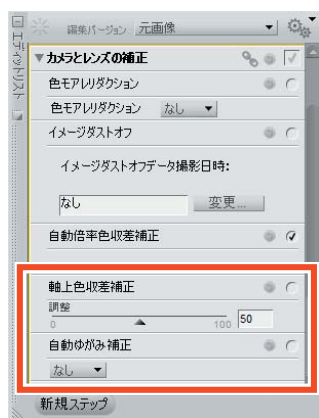 編集バージョン 元画像
エディットリスト
カメラとレンズの補正
色モアレリダクション
色モアレリダクション なし
イメージダストオフ
イメージダストオフデータ撮影日時:
なし 変更...
自動倍率色収差補正
軸上色収差補正
調整
0 100 50
自動ゆがみ補正
なし
新規ステップ